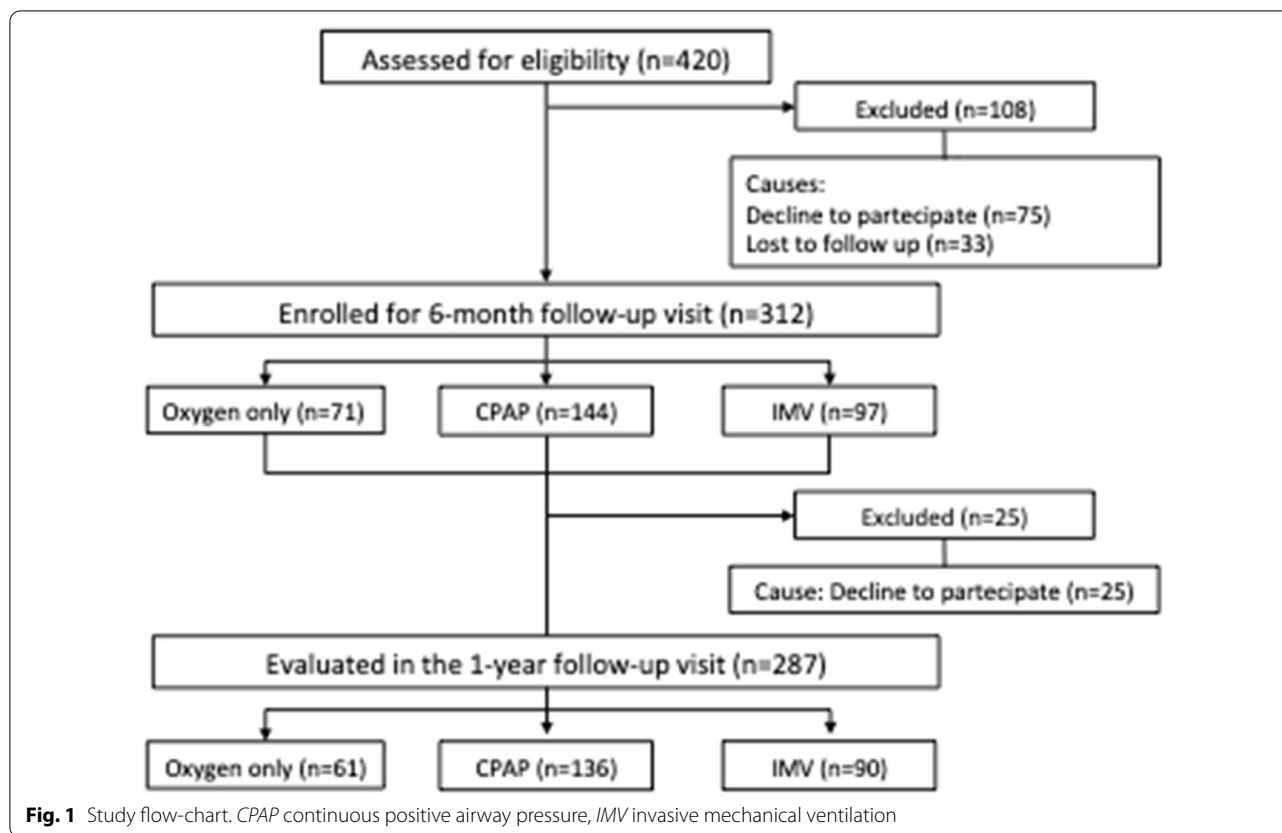 Assessed for eligibility (n=420)
Excluded (n=108)
Causes:
Decline to partecipate (n=75)
Lost to follow up (n=33)
Enrolled for 6-month follow-up visit (n=312)
Oxygen only (n=71)
CPAP (n=144)
IMV (n=97)
Excluded (n=25)
Cause: Decline to partecipate (n=25)
Evaluated in the 1-year follow-up visit (n=287)
Oxygen only (n=61)
CPAP (n=136)
IMV (n=90)
Fig. 1 Study flow-chart. CPAP continuous positive airway pressure, IMV invasive mechanical ventilation